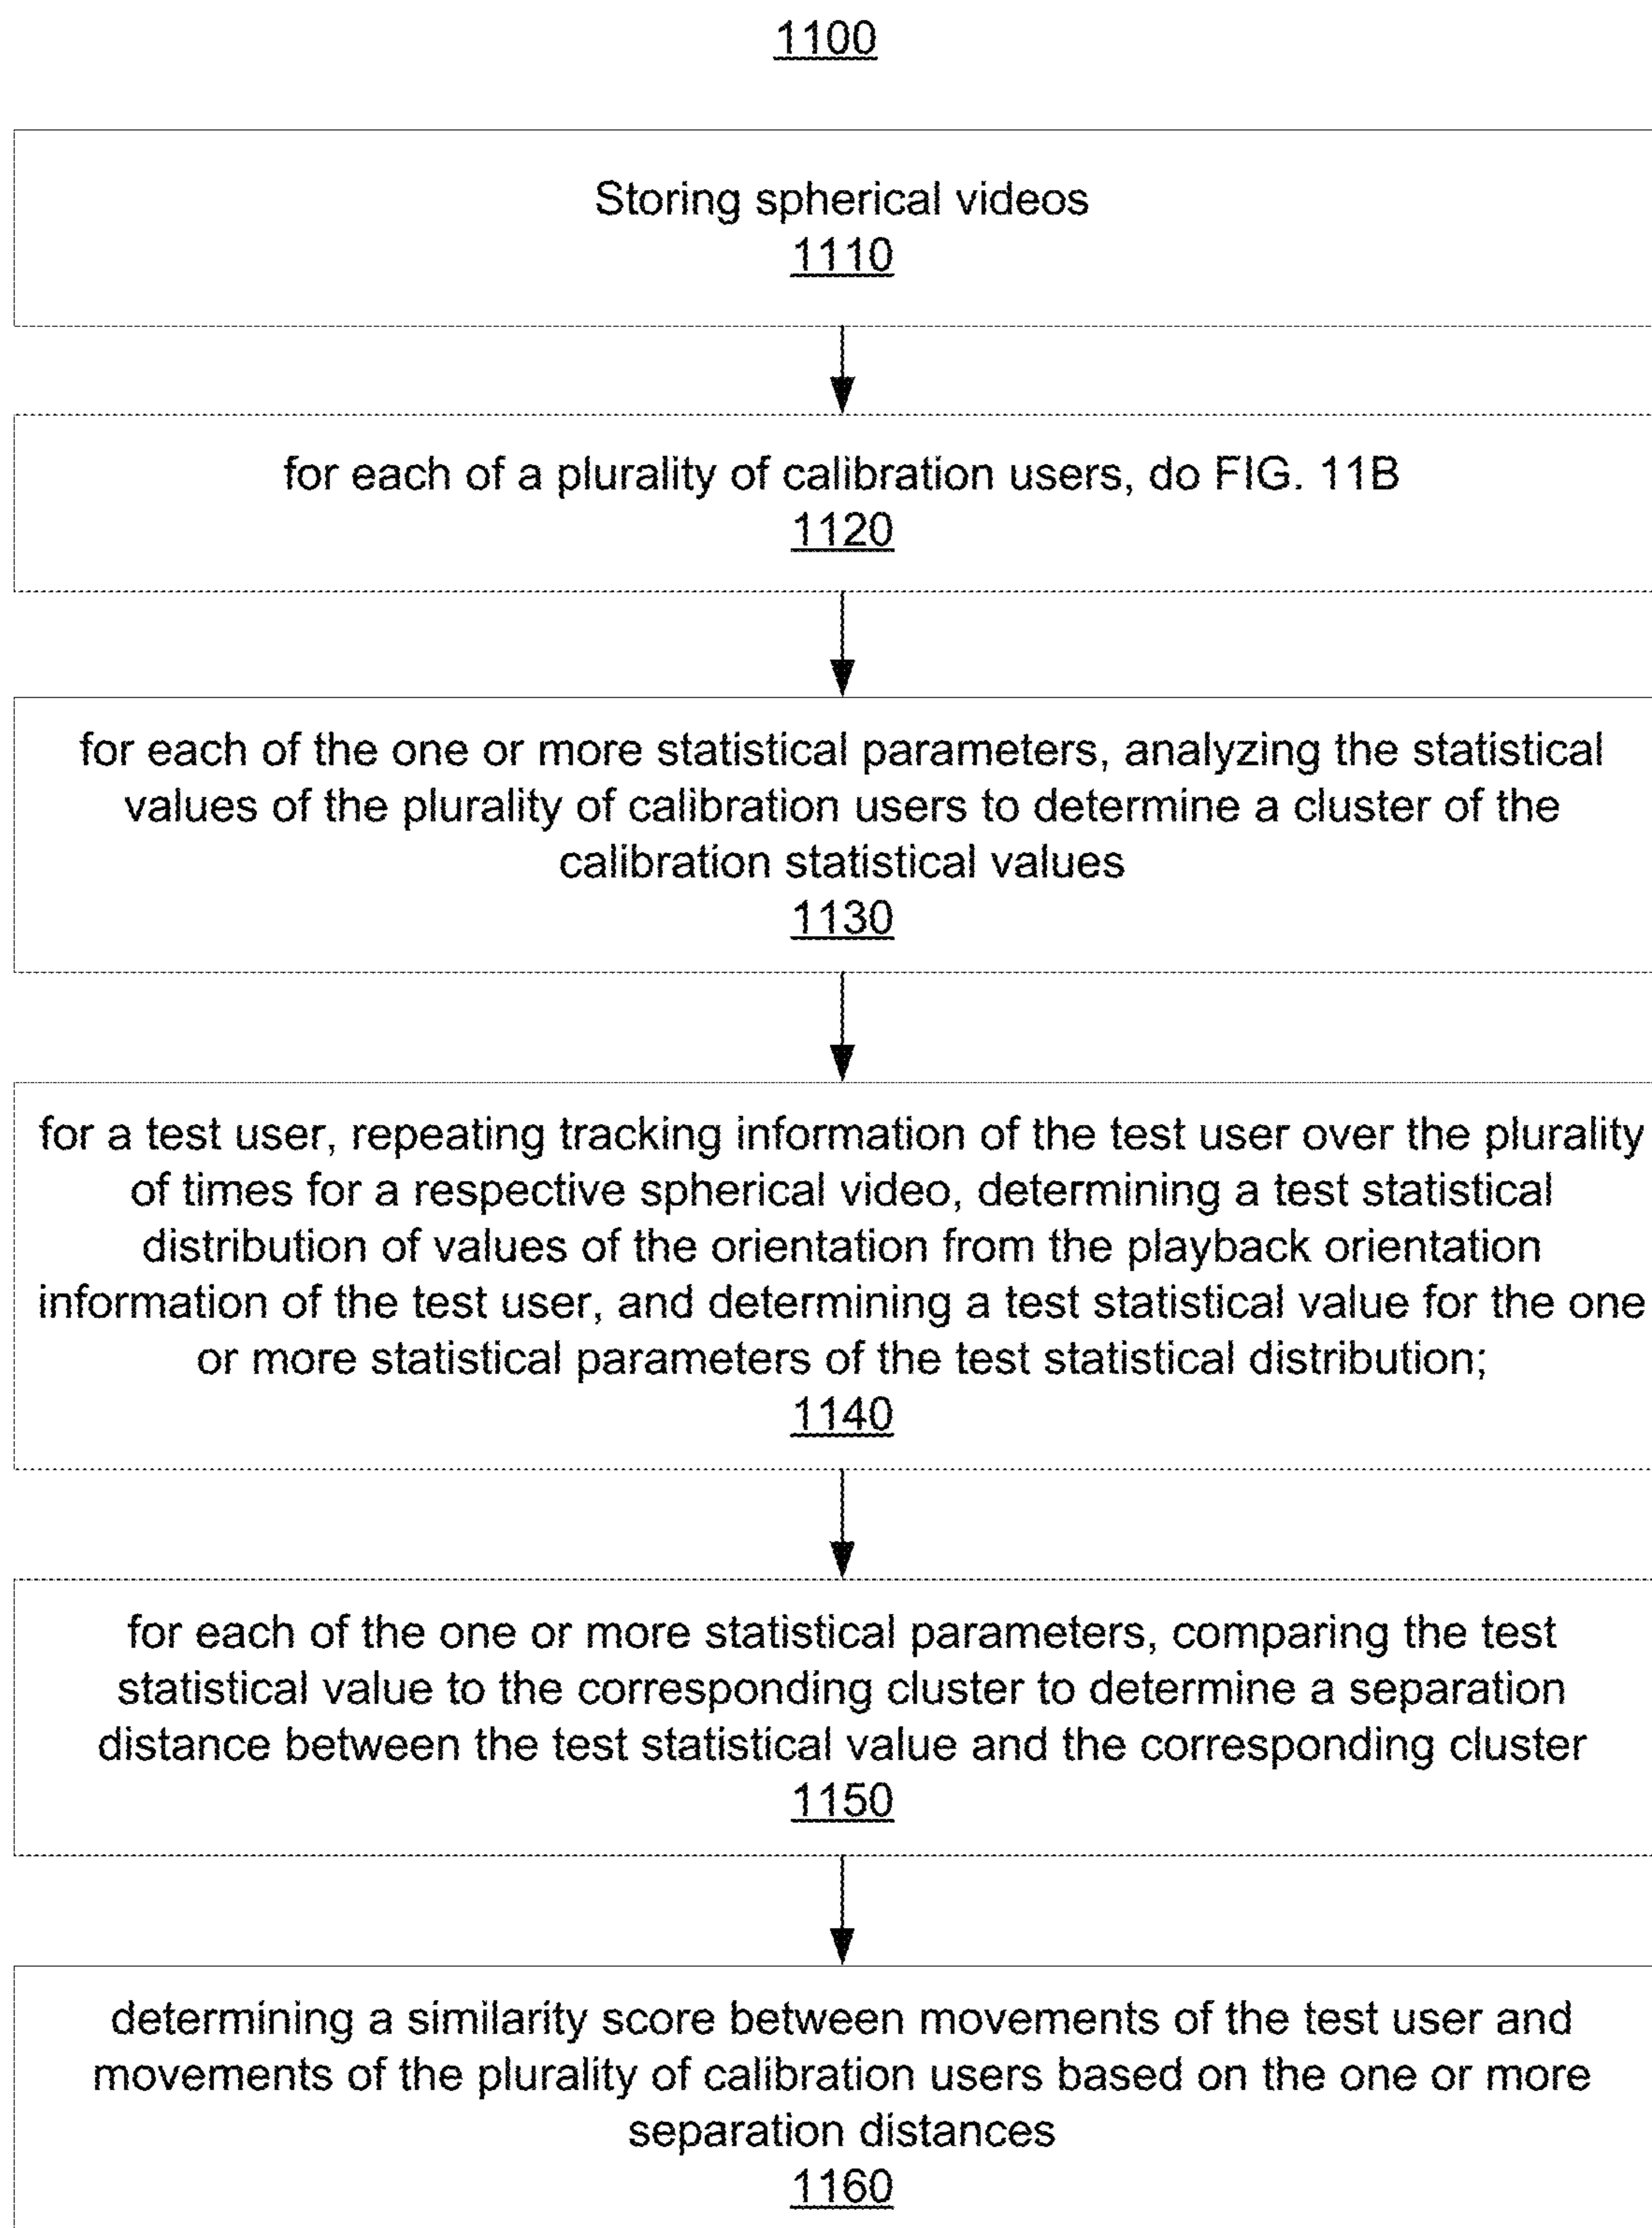 1100
Storing spherical videos
1110
for each of a plurality of calibration users, do FIG. 11B
1120
for each of the one or more statistical parameters, analyzing the statistical
values of the plurality of calibration users to determine a cluster of the
calibration statistical values
1130
for a test user, repeating tracking information of the test user over the plurality
of times for a respective spherical video, determining a test statistical
distribution of values of the orientation from the playback orientation
information of the test user, and determining a test statistical value for the one
or more statistical parameters of the test statistical distribution;
1140
for each of the one or more statistical parameters, comparing the test
statistical value to the corresponding cluster to determine a separation
distance between the test statistical value and the corresponding cluster
1150
determining a similarity score between movements of the test user and
movements of the plurality of calibration users based on the one or more
separation distances
1160